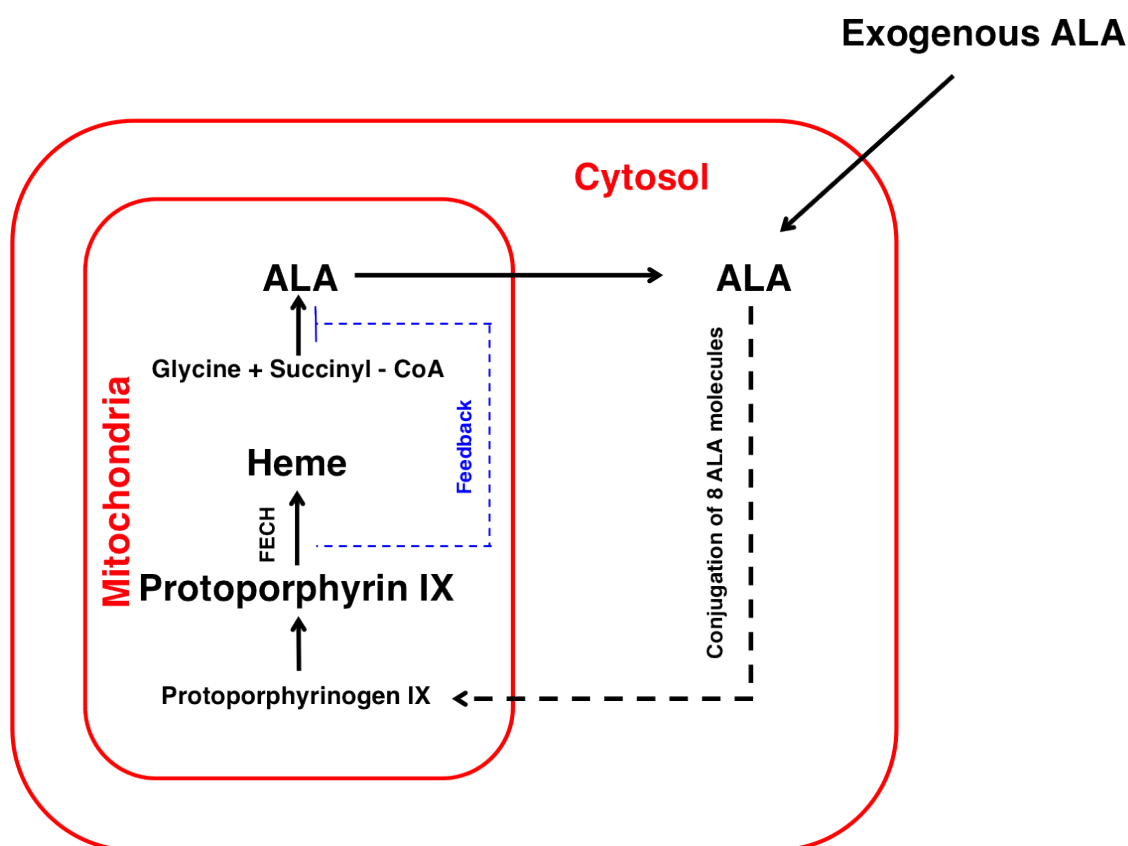 Exogenous ALA
Cytosol
ALA
ALA
Glycine + Succinyl - CoA
Feedback
Conjugation of 8 ALA molecules
Mitochondria
Heme
FECH
Protoporphyrin IX
Protoporphyrinogen IX